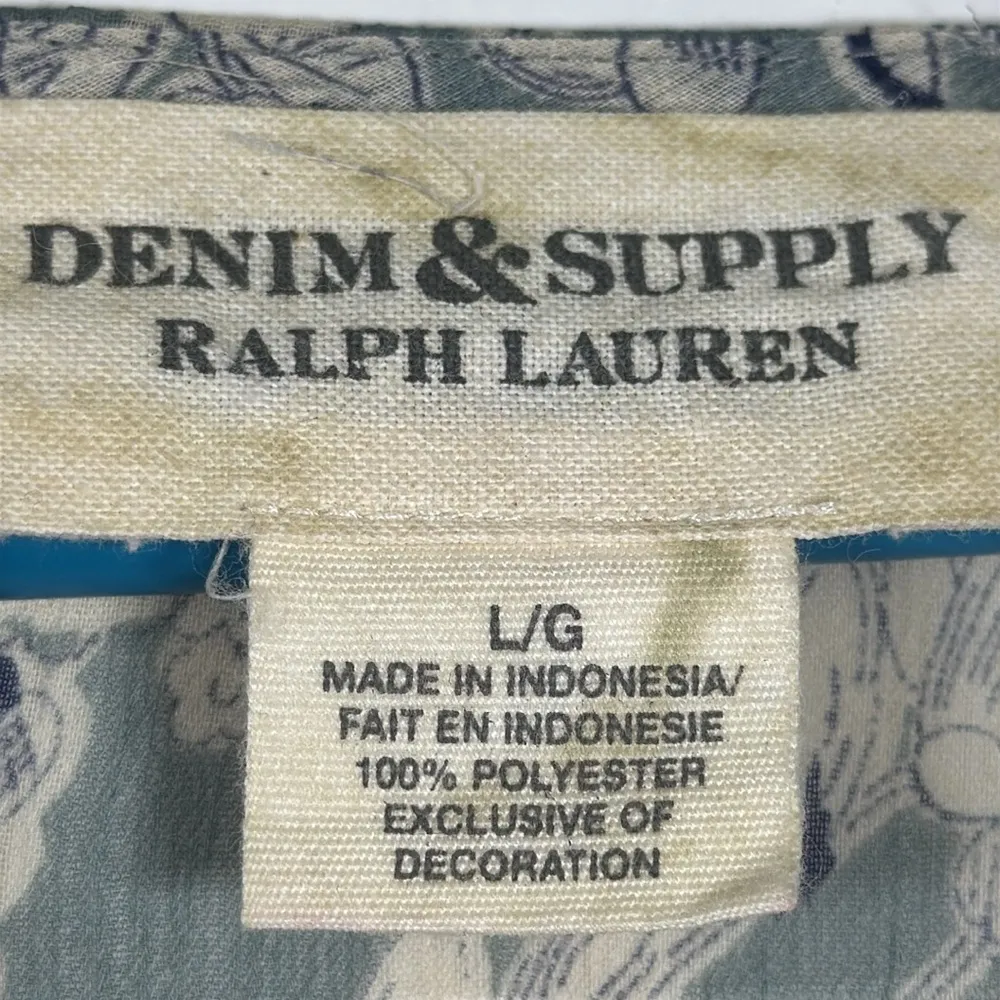 DENIM & SUPPLY
RALPH LAUREN
L/G
MADE IN INDONESIA/
FAIT EN INDONESIE
100% POLYESTER
EXCLUSIVE OF
DECORATION